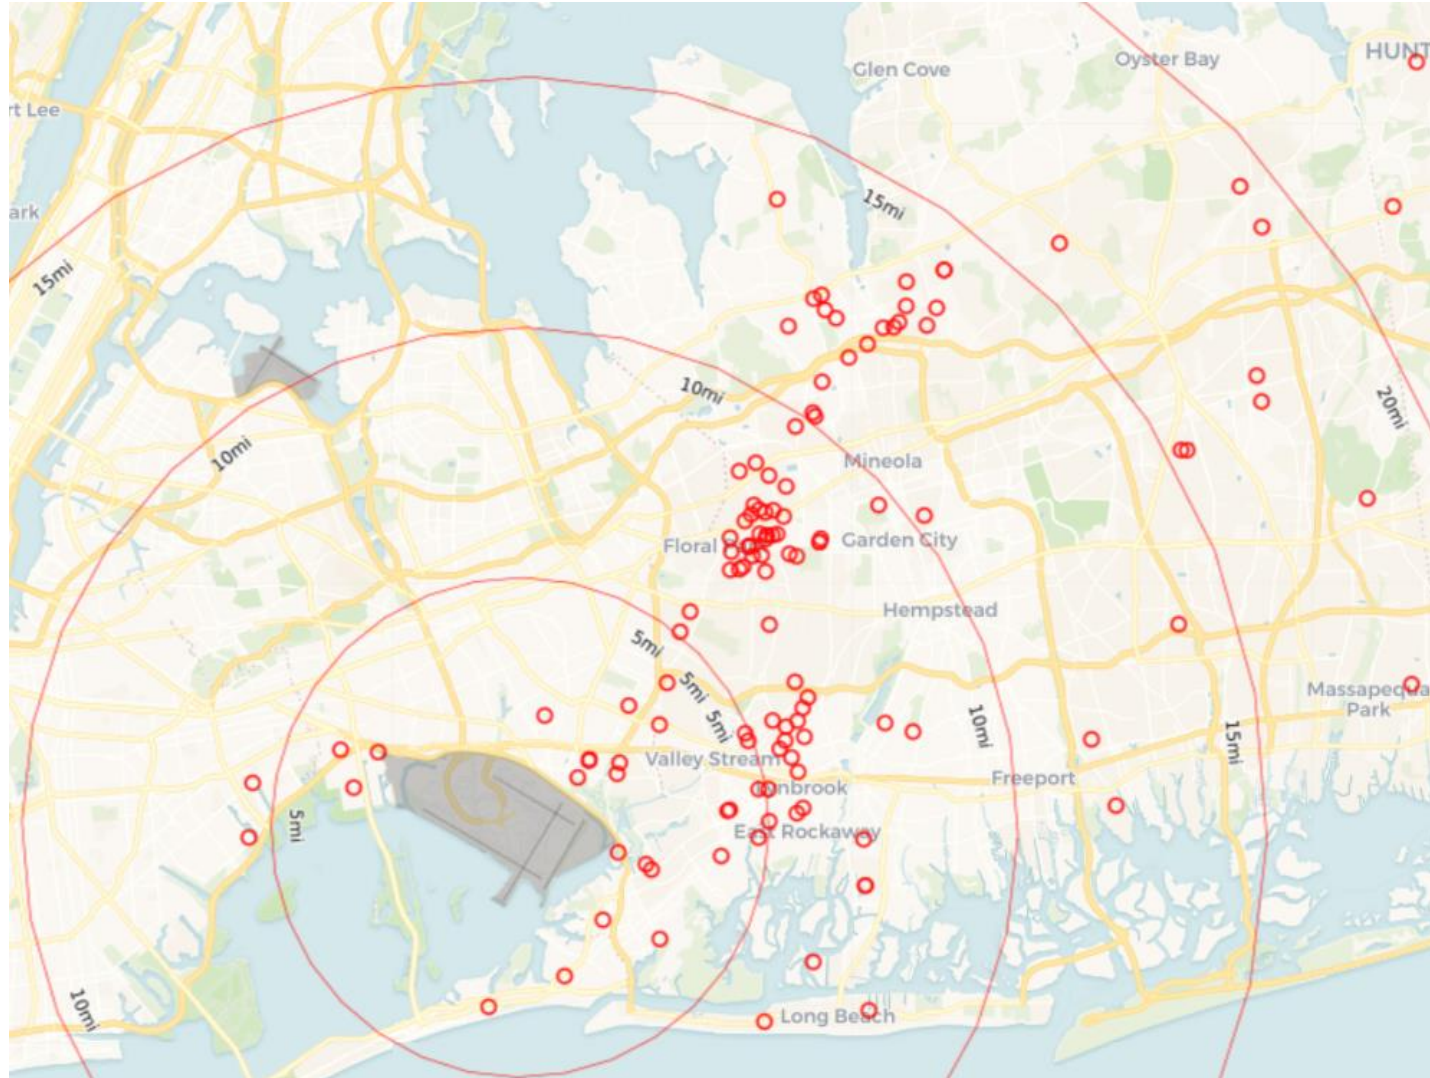 Oyster Bay
HUNT
Glen Cove
rt Lee
ark
15mi
15mi
10mi
20mi
10mi
Mineola
Floral
Garden City
Hempstead
5mi
5mi
5mi
Massapequa
Park
10mi
15mi
Valley Stream
Freeport
nbrook
5mi
East Rockaway
10mi
Long Beach